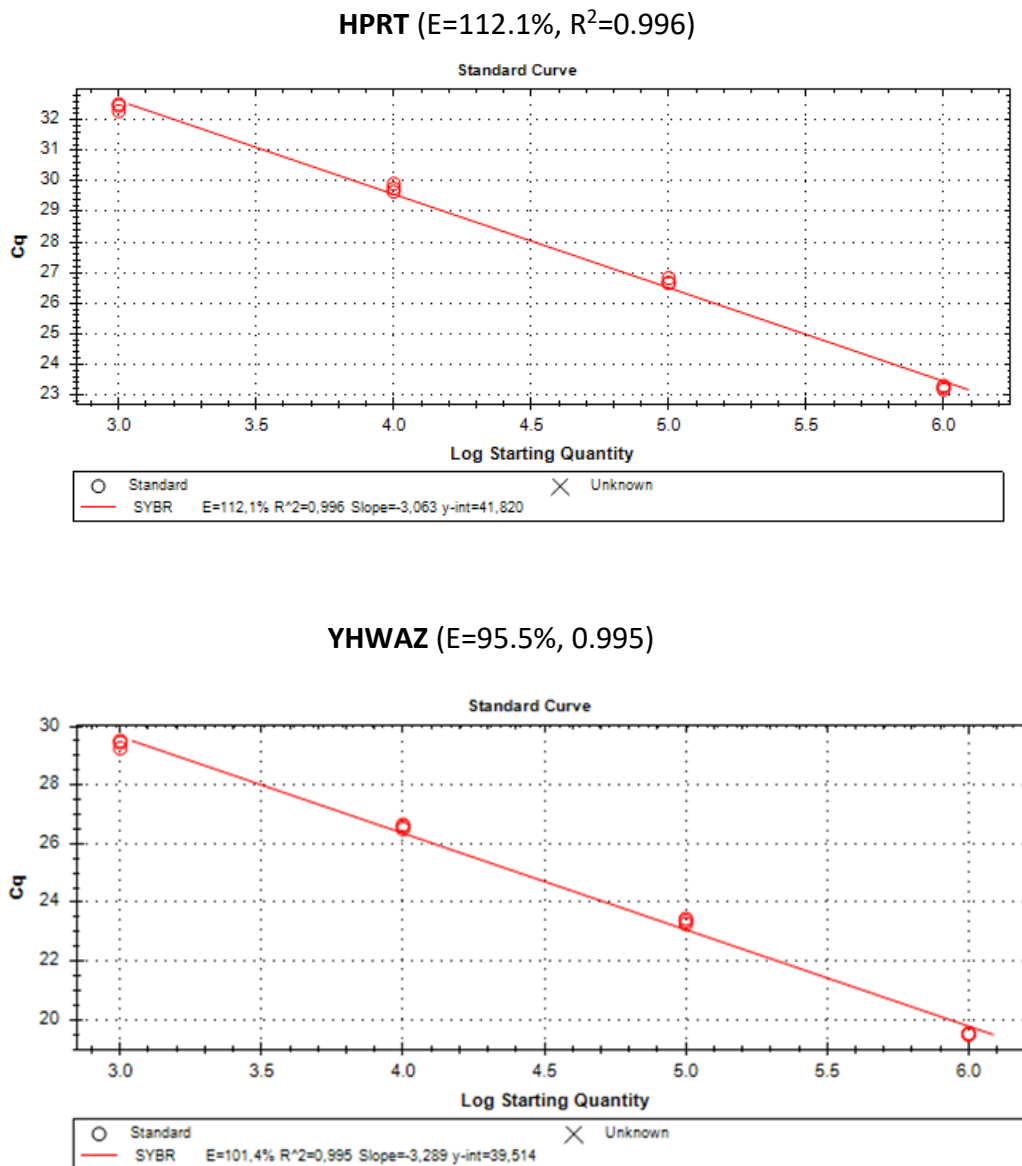 HPRT (E=112.1%, R²=0.996)
Standard Curve
32
31
30
29
28
27
26
25
24
23
Cq
3.0 3.5 4.0 4.5 5.0 5.5 6.0
Log Starting Quantity
Standard Unknown
SYBR E=112,1% R^2=0,996 Slope=-3,063 y-int=41,820
YHWAZ (E=95.5%, 0.995)
Standard Curve
30
28
26
24
22
20
Cq
3.0 3.5 4.0 4.5 5.0 5.5 6.0
Log Starting Quantity
Standard Unknown
SYBR E=101,4% R^2=0,995 Slope=-3,289 y-int=39,514